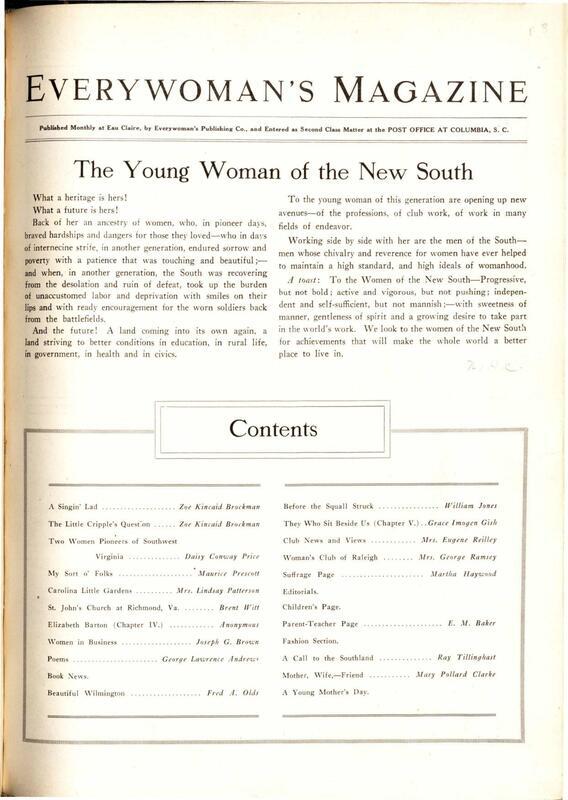 EVERYWOMAN'S MAGAZINE
Published Monthly at Eau Claire, by Everywoman's Publishing Co., and Entered as Second Class Matter at the POST OFFICE AT COLUMBIA, S. C.
The Young Woman of the New South
What a heritage is hers!
What a future is hers!
Back of her an ancestry of women, who, in pioneer days,
braved hardships and dangers for those they loved—who in days
of internecine strife, in another generation, endured sorrow and
poverty with a patience that was touching and beautiful;—
and when, in another generation, the South was recovering
from the desolation and ruin of defeat, took up the burden
of unaccustomed labor and deprivation with smiles on their
lips and with ready encouragement for the worn soldiers back
from the battlefields.
And the future! A land coming into its own again, a
land striving to better conditions in education, in rural life,
in government, in health and in civics.
To the young woman of this generation are opening up new
avenues—of the professions, of club work, of work in many
fields of endeavor.
Working side by side with her are the men of the South—
men whose chivalry and reverence for women have ever helped
to maintain a high standard, and high ideals of womanhood.
A toast: To the Women of the New South—Progressive,
but not bold; active and vigorous, but not pushing; indepen-
dent and self-sufficient, but not mannish;—with sweetness of
manner, gentleness of spirit and a growing desire to take part
in the world's work. We look to the women of the New South
for achievements that will make the whole world a better
place to live in.
Contents
A Singin' Lad .................. Zoe Kincaid Brockman
The Little Cripple's Question ...... Zoe Kincaid Brockman
Two Women Pioneers of Southwest
Virginia ............. Daisy Conway Price
My Sort o' Folks ................... Maurice Prescott
Carolina Little Gardens .......... Mrs. Lindsay Patterson
St. John's Church at Richmond, Va. ........ Brent Witt
Elizabeth Barton (Chapter IV.) ............ Anonymous
Women in Business ................ Joseph G. Brown
Poems ..................... George Lawrence Andrews
Book News.
Beautiful Wilmington .................. Fred A. Olds
Before the Squall Struck ............... William Jones
They Who Sit Beside Us (Chapter V.) .. Grace Imogen Gish
Club News and Views ............. Mrs. Eugene Reilley
Woman's Club of Raleigh ........ Mrs. George Ramsey
Suffrage Page .................... Martha Haywood
Editorials.
Children's Page.
Parent-Teacher Page ................... E. M. Baker
Fashion Section.
A Call to the Southland ............. Ray Tillinghast
Mother, Wife,—Friend .......... Mary Pollard Clarke
A Young Mother's Day.